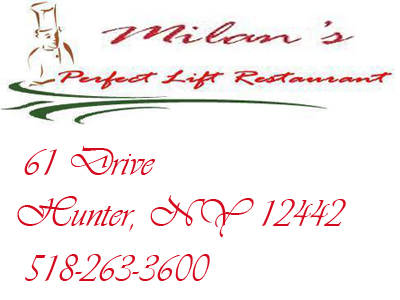 Milan's
Perfect Lift Restaurant
61 Drive
Hunter, NY 12442
518-263-3600